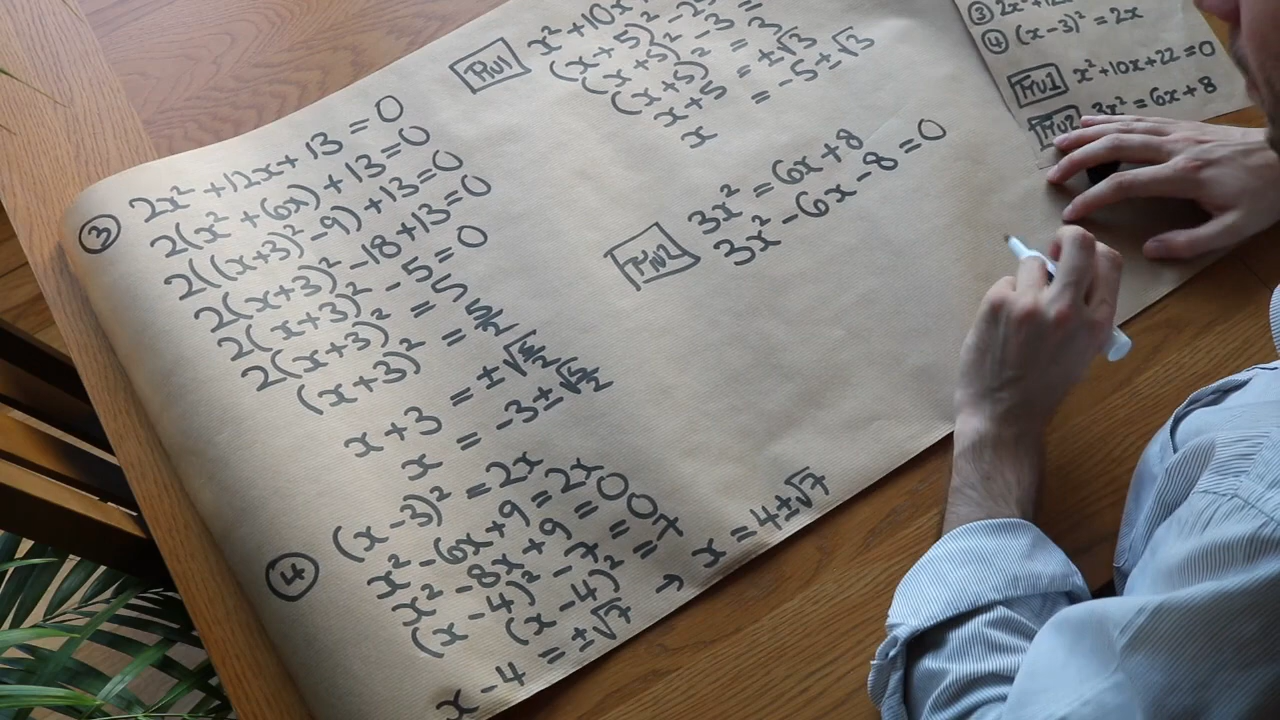 ③ 2x² + 12x + 13 = 0
2(x² + 6x) + 13 = 0
2((x+3)² - 9) + 13 = 0
2(x+3)² - 18 + 13 = 0
2(x+3)² - 5 = 0
2(x+3)² = 5
(x+3)² = 5/2
x + 3 = ±√5/2
x = -3 ± √5/2
④ (x - 3)² = 2x
x² - 6x + 9 = 2x
x² - 8x + 9 = 0
(x - 4)² - 7 = 0
(x - 4)² = 7
x - 4 = ±√7 → x = 4 ± √7
x² + 10x
(x + 5)² - 2
(x + 5)² - 3 =
(x + 5)² = 3
x + 5 = ±√3
x = -5 ± √3
3x² = 6x + 8
3x² - 6x - 8 = 0
③ 2x² + 12
④ (x - 3)² = 2x
x² + 10x + 22 = 0
3x² = 6x + 8